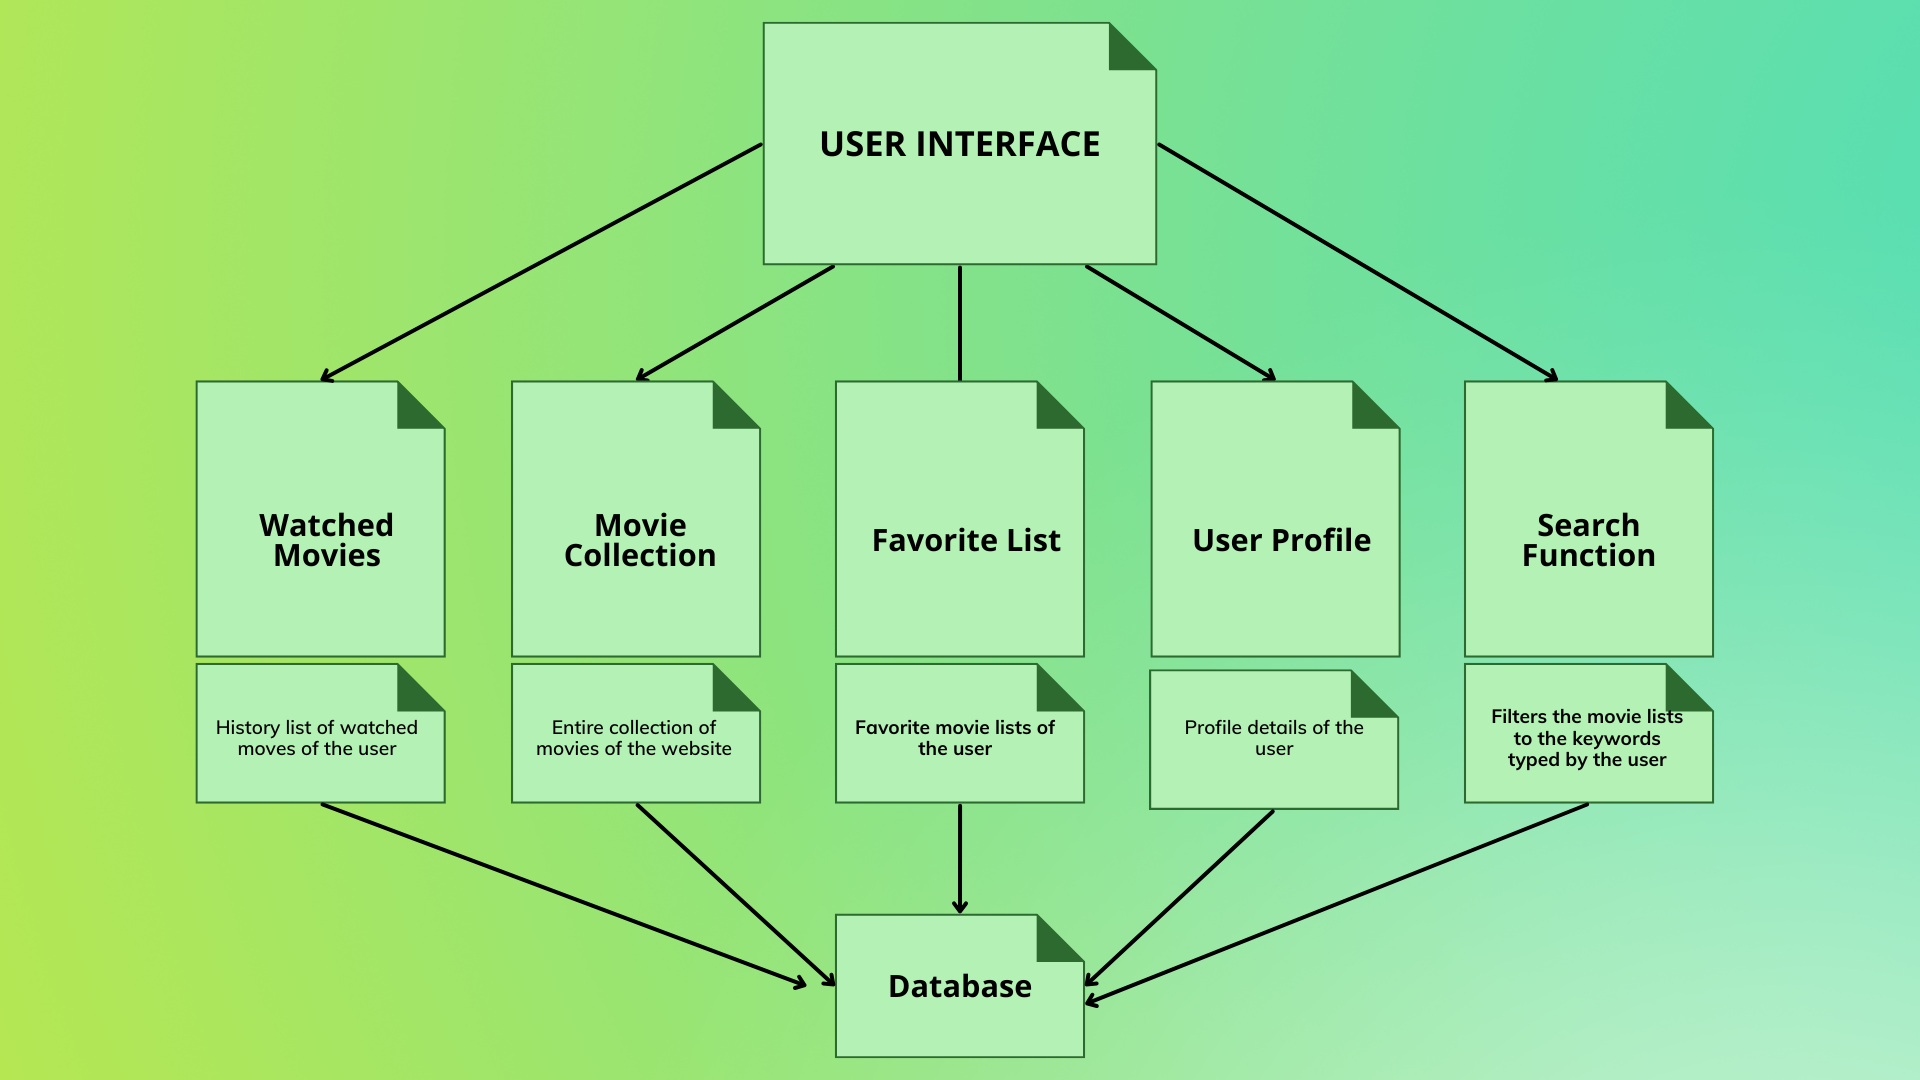 USER INTERFACE
Watched
Movies
Movie
Collection
Favorite List
User Profile
Search
Function
History list of watched
moves of the user
Entire collection of
movies of the website
Favorite movie lists of
the user
Profile details of the
user
Filters the movie lists
to the keywords
typed by the user
Database